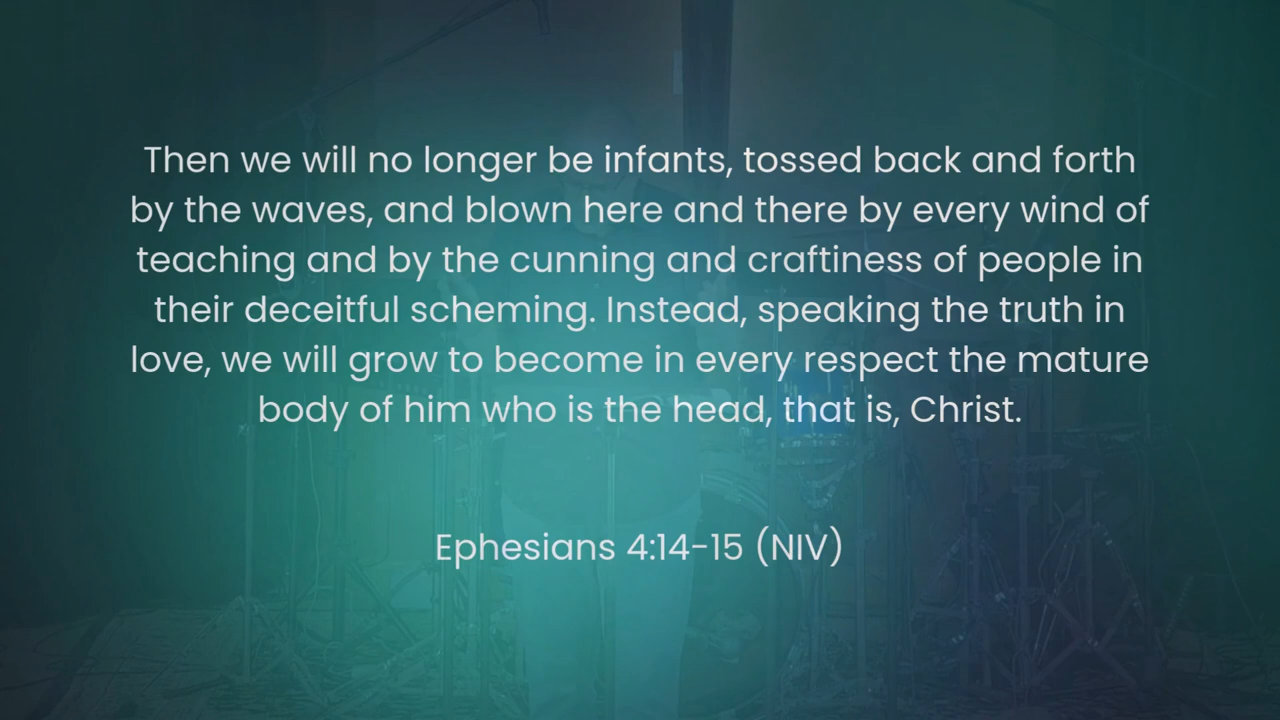 Then we will no longer be infants, tossed back and forth
by the waves, and blown here and there by every wind of
teaching and by the cunning and craftiness of people in
their deceitful scheming. Instead, speaking the truth in
love, we will grow to become in every respect the mature
body of him who is the head, that is, Christ.
Ephesians 4:14-15 (NIV)